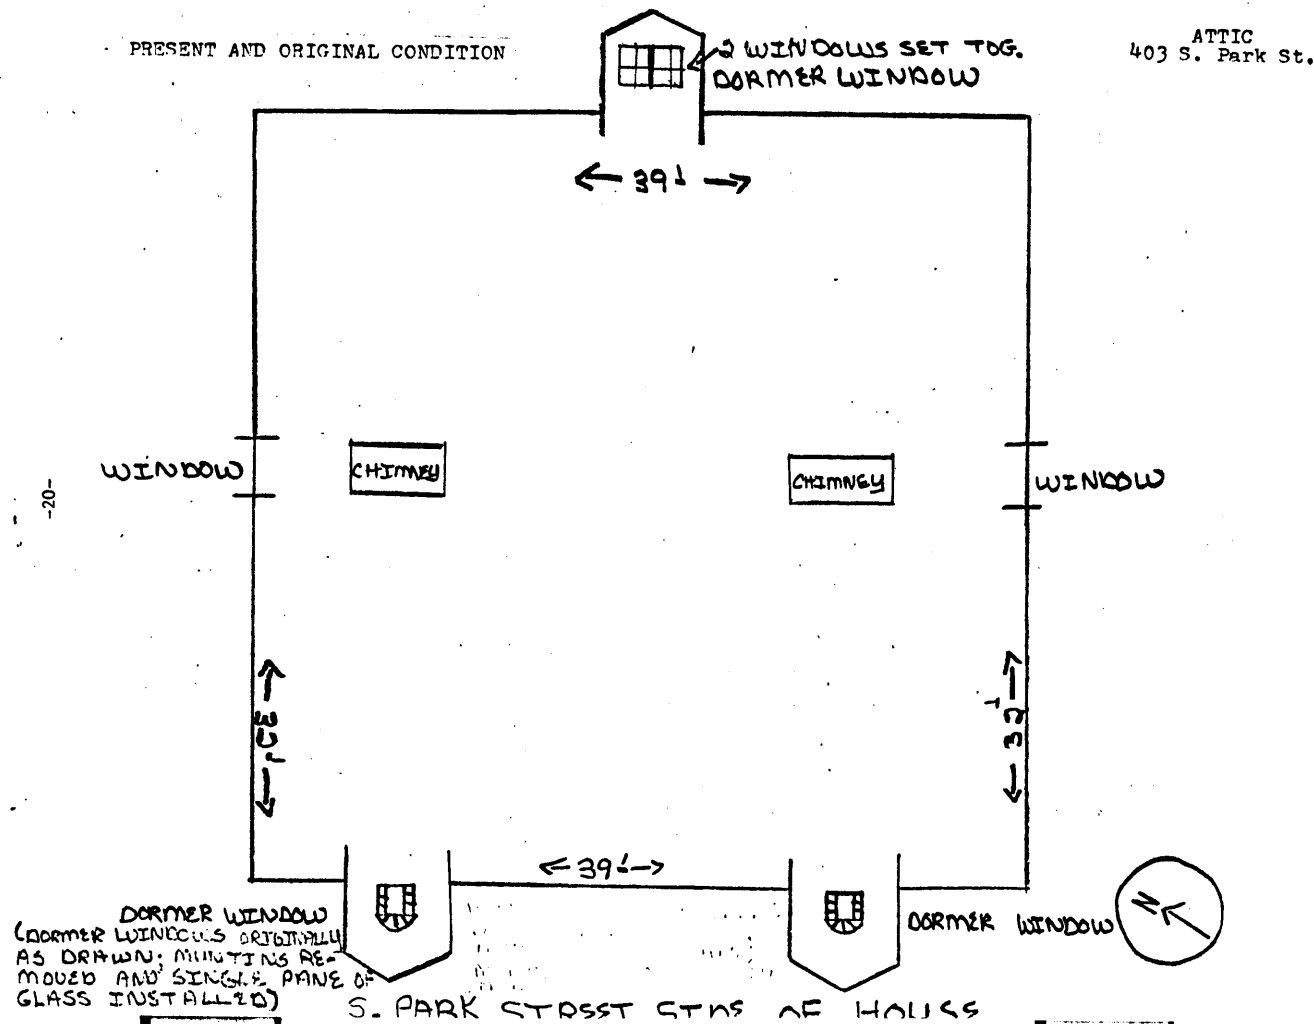 PRESENT AND ORIGINAL CONDITION
ATTIC
403 S. Park St.
2 WINDOWS SET TOG.
DORMER WINDOW
39'
WINDOW
CHIMNEY
CHIMNEY
WINDOW
-20-
32'
32'
39'
DORMER WINDOW
(DORMER WINDOWS ORIGINALLY
AS DRAWN; MUNTINS RE-
MOVED AND SINGLE PANE OF
GLASS INSTALLED)
DORMER WINDOW
N
S. PARK STREET SIDE OF HOUSE